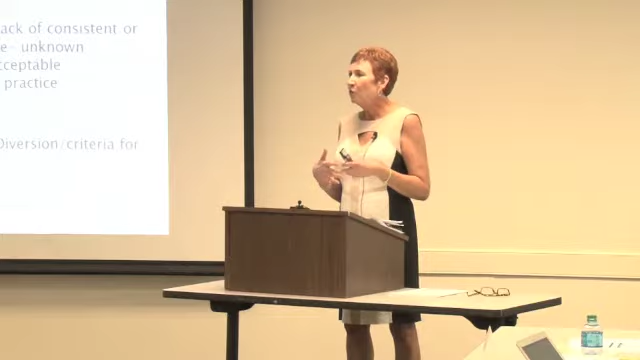 ack of consistent or
e- unknown
cceptable
practice
Diversion/criteria for